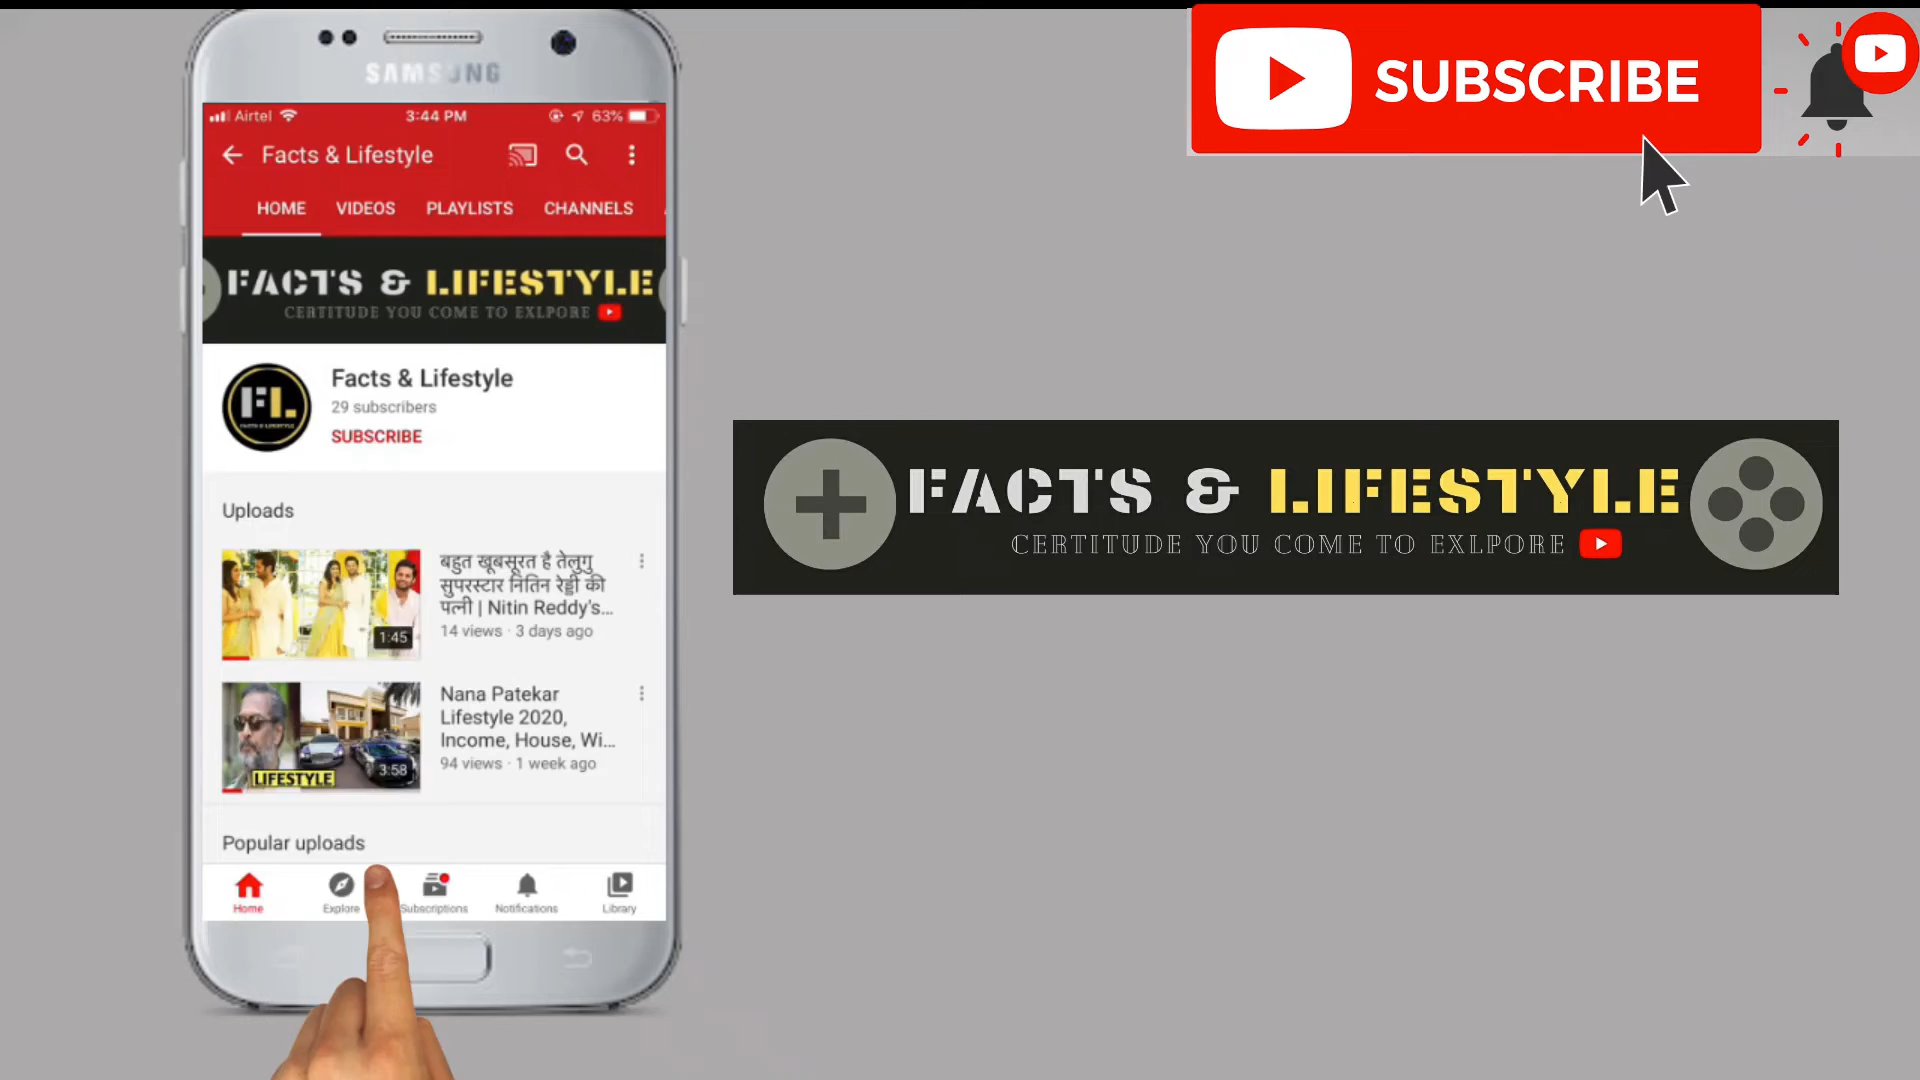 SAMSUNG
Airtel
3:44 PM
63%
Facts & Lifestyle
HOME
VIDEOS
PLAYLISTS
CHANNELS
FACTS & LIFESTYLE
CERTITUDE YOU COME TO EXLPORE
FL
FACTS & LIFESTYLE
Facts & Lifestyle
29 subscribers
SUBSCRIBE
Uploads
1:45
बहुत खूबसूरत है तेलुगु
सुपरस्टार नितिन रेड्डी की
पत्नी | Nitin Reddy's...
14 views · 3 days ago
LIFESTYLE
3:58
Nana Patekar
Lifestyle 2020,
Income, House, Wi...
94 views · 1 week ago
Popular uploads
Home
Explore
Subscriptions
Notifications
Library
SUBSCRIBE
FACTS & LIFESTYLE
CERTITUDE YOU COME TO EXLPORE